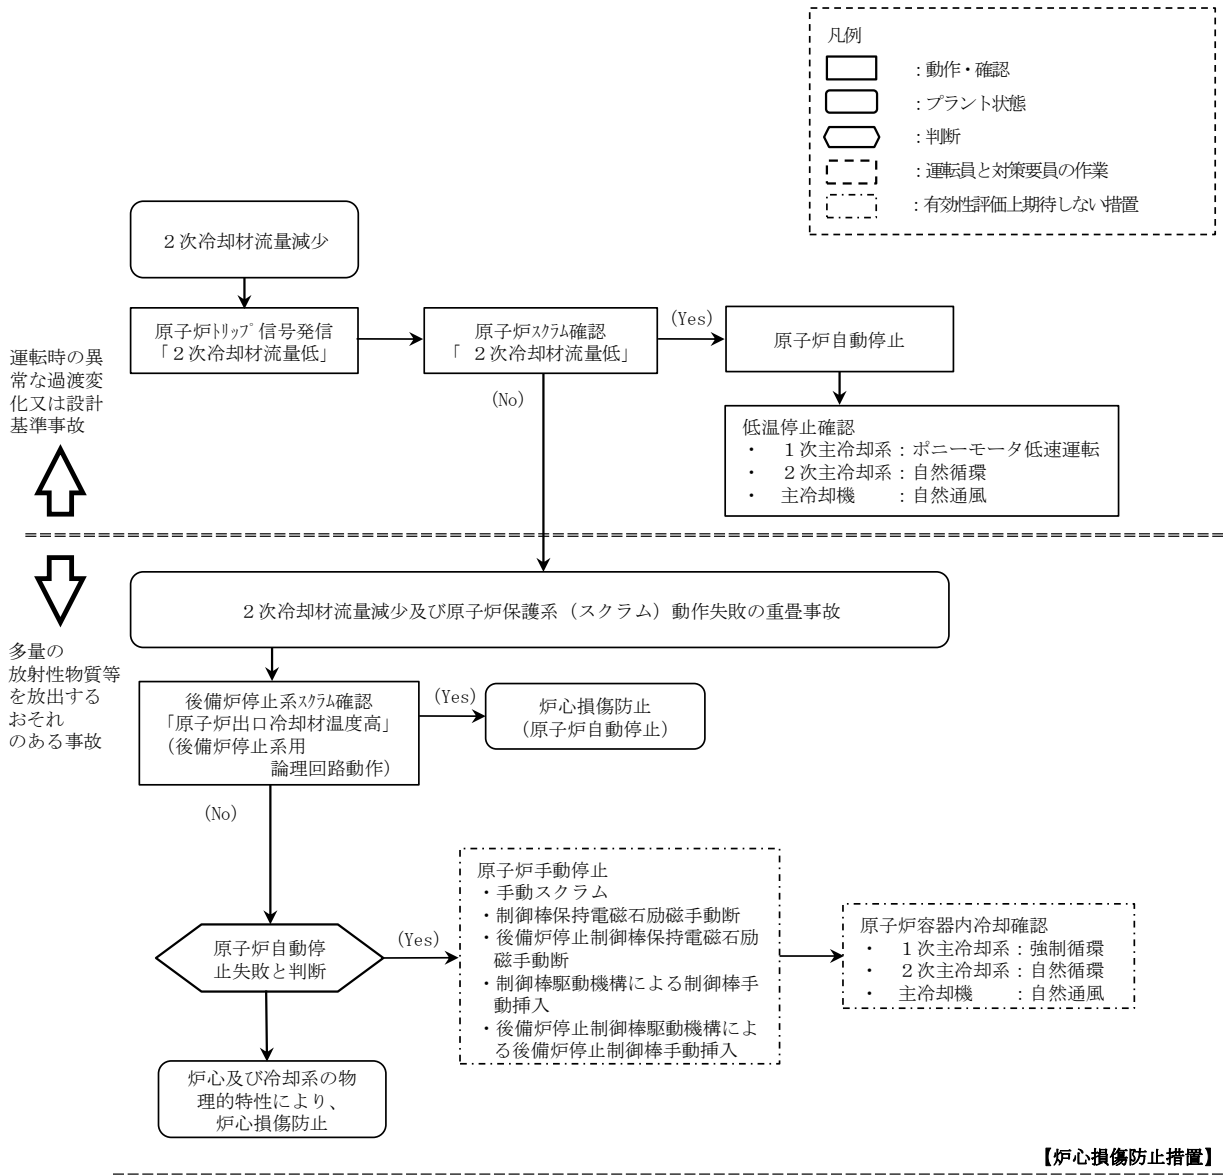 凡例
：動作・確認
：プラント状態
：判断
：運転員と対策要員の作業
：有効性評価上期待しない措置
２次冷却材流量減少
原子炉ﾄﾘｯﾌﾟ信号発信
「２次冷却材流量低」
原子炉ｽｸﾗﾑ確認
「 ２次冷却材流量低」
(Yes)
原子炉自動停止
(No)
運転時の異
常な過渡変
化又は設計
基準事故
低温停止確認
・ １次主冷却系：ポニーモータ低速運転
・ ２次主冷却系：自然循環
・ 主冷却機 ：自然通風
２次冷却材流量減少及び原子炉保護系（スクラム）動作失敗の重畳事故
多量の
放射性物質等
を放出する
おそれ
のある事故
後備炉停止系ｽｸﾗﾑ確認
「原子炉出口冷却材温度高」
（後備炉停止系用
論理回路動作）
(Yes)
炉心損傷防止
（原子炉自動停止）
(No)
原子炉自動停
止失敗と判断
(Yes)
原子炉手動停止
・手動スクラム
・制御棒保持電磁石励磁手動断
・後備炉停止制御棒保持電磁石励
磁手動断
・制御棒駆動機構による制御棒手
動挿入
・後備炉停止制御棒駆動機構によ
る後備炉停止制御棒手動挿入
原子炉容器内冷却確認
・ １次主冷却系：強制循環
・ ２次主冷却系：自然循環
・ 主冷却機 ：自然通風
炉心及び冷却系の物
理的特性により、
炉心損傷防止
【炉心損傷防止措置】